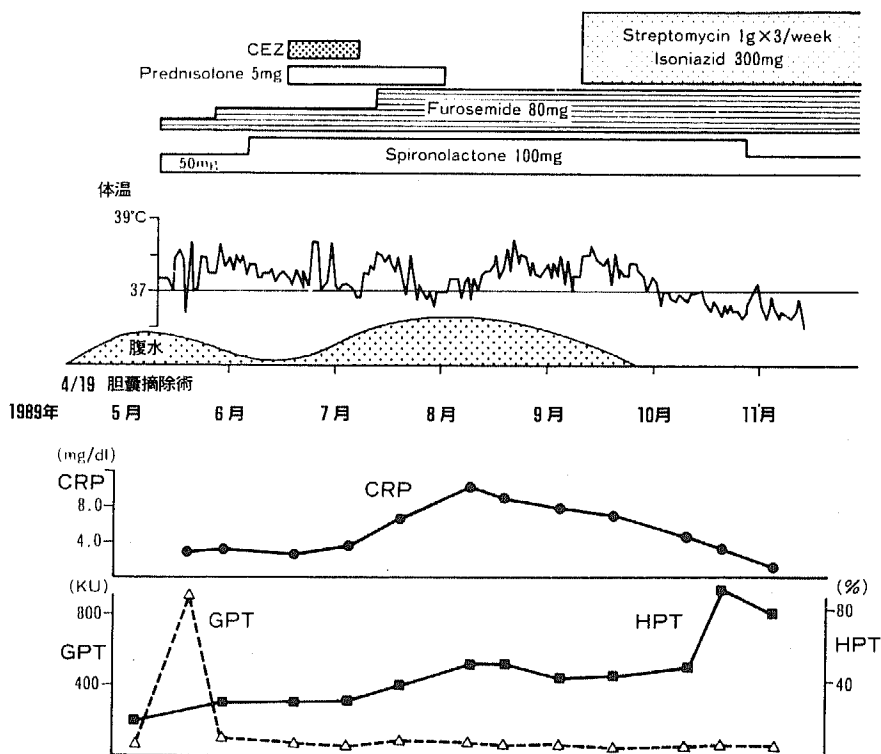 CEZ
Streptomycin 1g×3/week
Isoniazid 300mg
Prednisolone 5mg
Furosemide 80mg
50mg
Spironolactone 100mg
体温
39℃
37
腹水
4/19 胆嚢摘除術
1989年 5月 6月 7月 8月 9月 10月 11月
(mg/dl)
CRP
8.0
4.0
CRP
(KU)
800
GPT
400
GPT
HPT
(%)
80
HPT
40